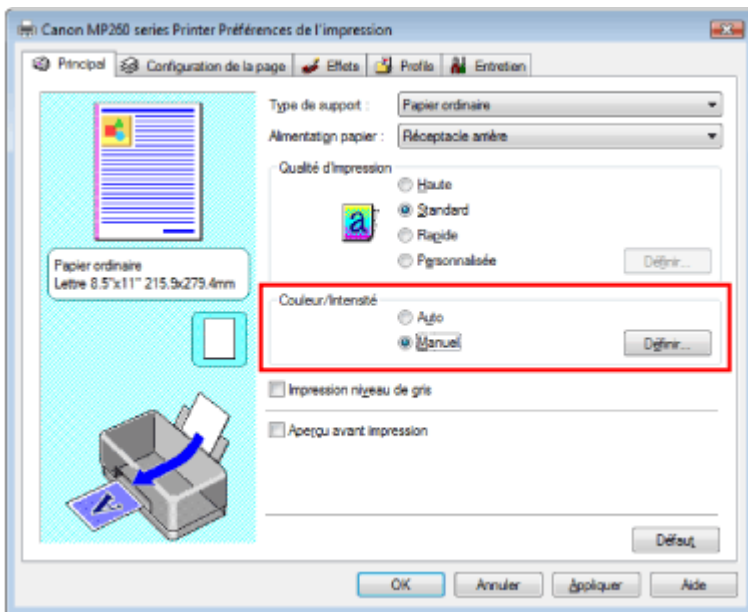 Canon MP260 series Printer Préférences de l'impression
Principal Configuration de la page Effets Profils Entretien
Type de support : Papier ordinaire
Alimentation papier : Réceptacle arrière
Qualité d'impression
Haute
a
Standard
Rapide
Personnalisée Définir...
Papier ordinaire
Lettre 8.5"x11" 215.9x279.4mm
Couleur/Intensité
Auto
Manuel Définir...
Impression niveau de gris
Aperçu avant impression
Défaut
OK Annuler Appliquer Aide